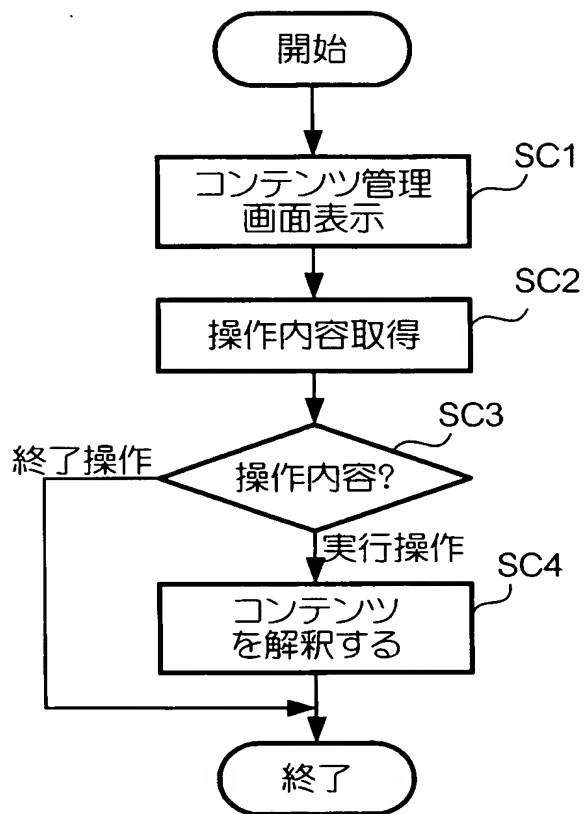 開始
コンテンツ管理
画面表示
SC1
操作内容取得
SC2
操作内容?
SC3
終了操作
実行操作
コンテンツ
を解釈する
SC4
終了